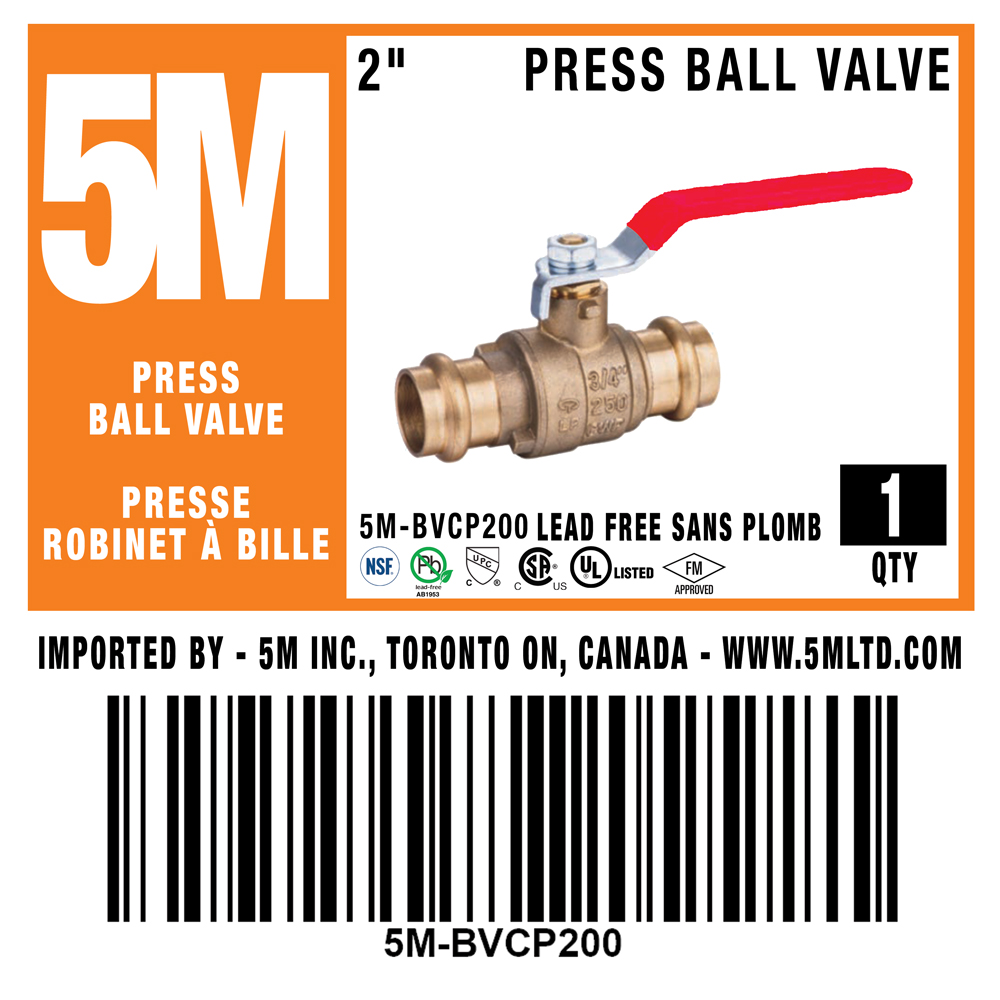 5M
PRESS
BALL VALVE
PRESSE
ROBINET À BILLE
2" PRESS BALL VALVE
3/4"
250
LF
5M-BVCP200 LEAD FREE SANS PLOMB
1
QTY
NSF.
Pb
lead-free
AB1953
UPC
C ®
SA
C US
UL LISTED
FM
APPROVED
IMPORTED BY - 5M INC., TORONTO ON, CANADA - WWW.5MLTD.COM
5M-BVCP200